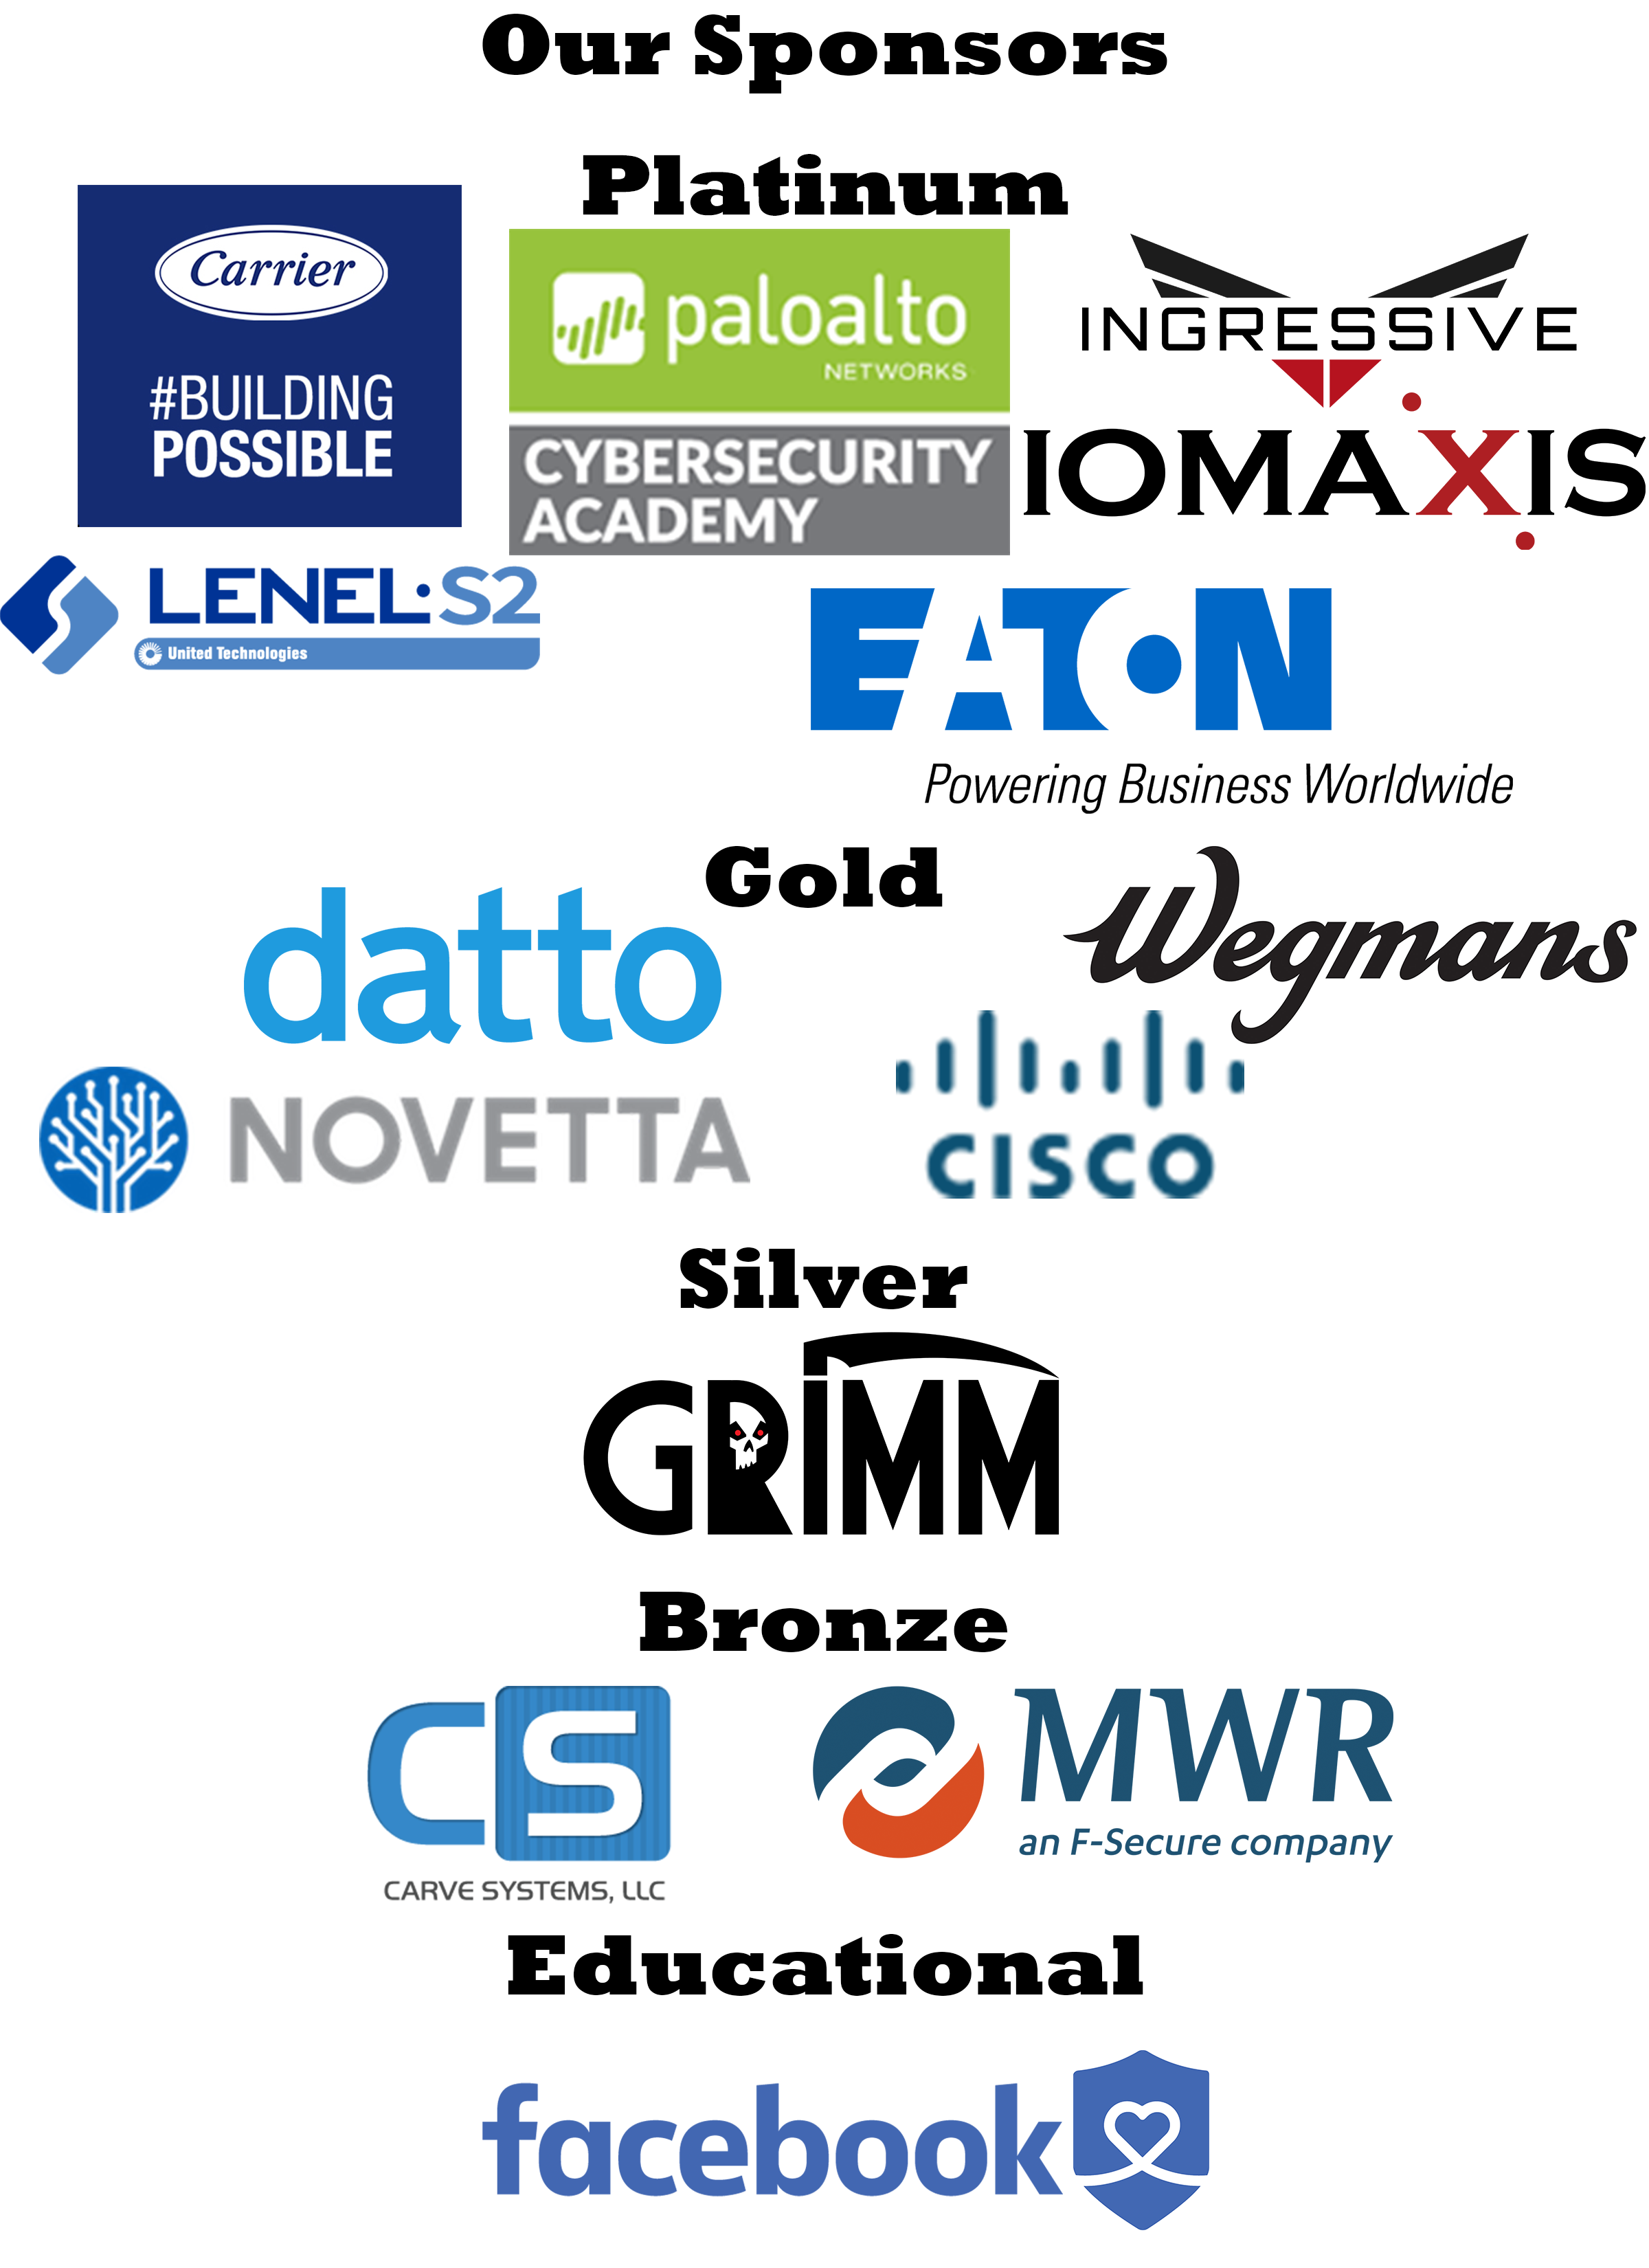 Our Sponsors
Platinum
Carrier
#BUILDING
POSSIBLE
paloalto
NETWORKS
CYBERSECURITY
ACADEMY
INGRESSIVE
IOMAXIS
LENEL·S2
United Technologies
EATON
Powering Business Worldwide
Gold
datto
Wegmans
NOVETTA
CISCO
Silver
GRIMM
Bronze
CS
CARVE SYSTEMS, LLC
MWR
an F-Secure company
Educational
facebook